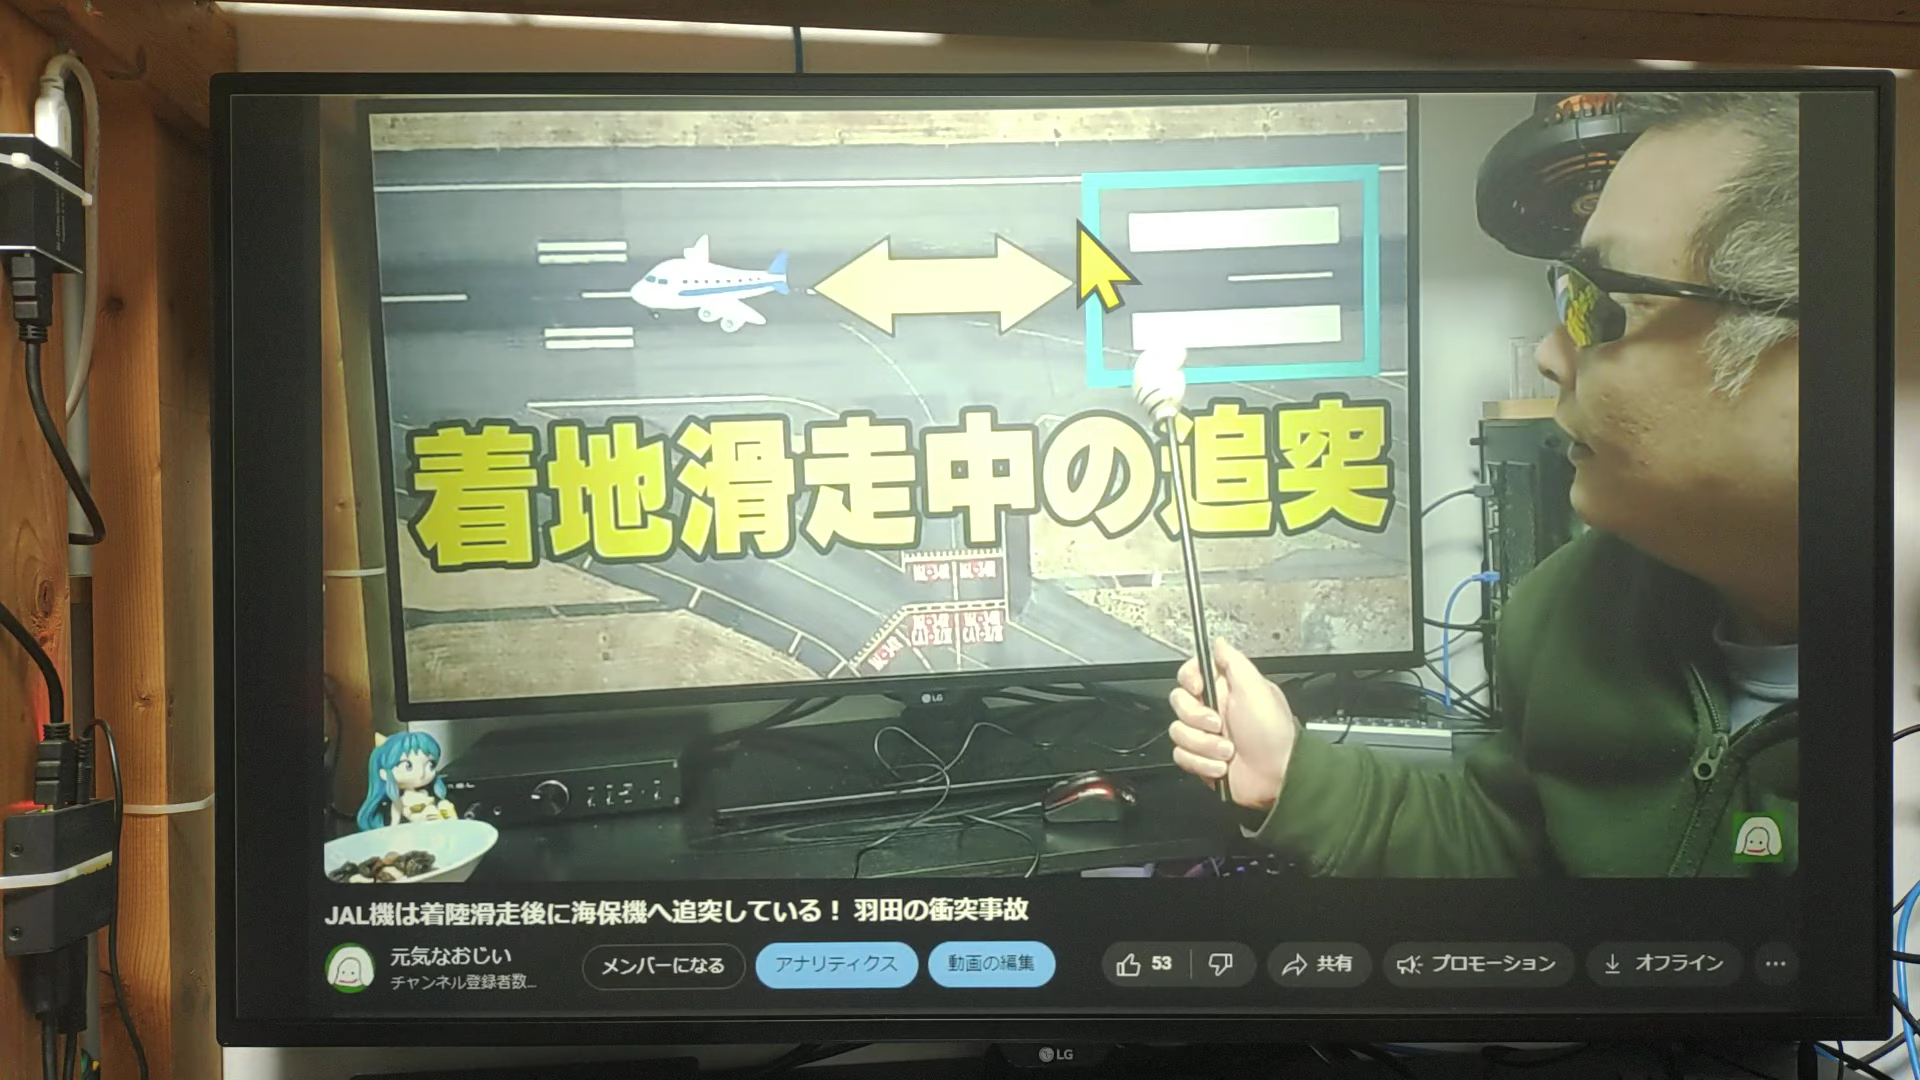 着地滑走中の追突
LG
JAL機は着陸滑走後に海保機へ追突している！ 羽田の衝突事故
元気なおじい
チャンネル登録者数...
メンバーになる
アナリティクス
動画の編集
53
共有
プロモーション
オフライン
LG